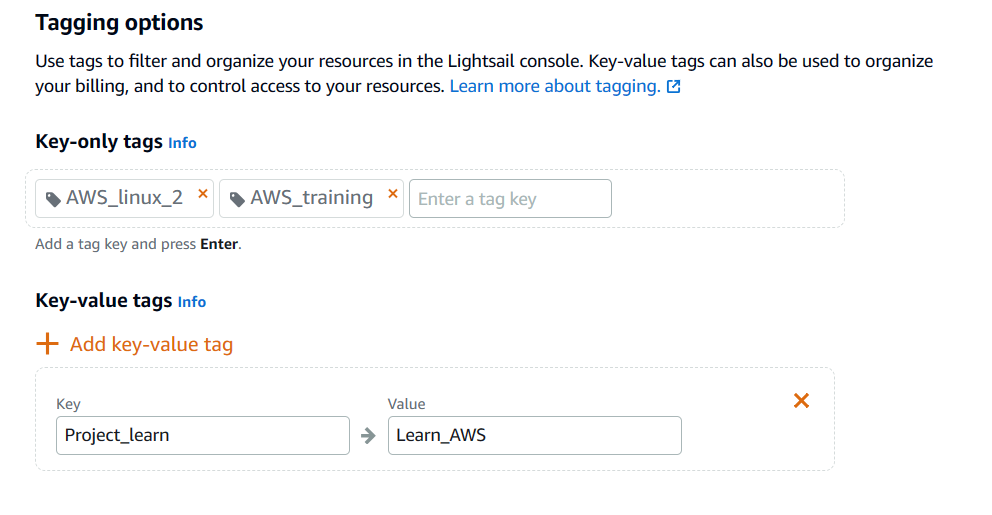 Tagging options
Use tags to filter and organize your resources in the Lightsail console. Key-value tags can also be used to organize
your billing, and to control access to your resources. Learn more about tagging.
Key-only tags Info
AWS_linux_2 × AWS_training × Enter a tag key
Add a tag key and press Enter.
Key-value tags Info
+ Add key-value tag
Key Value
Project_learn → Learn_AWS